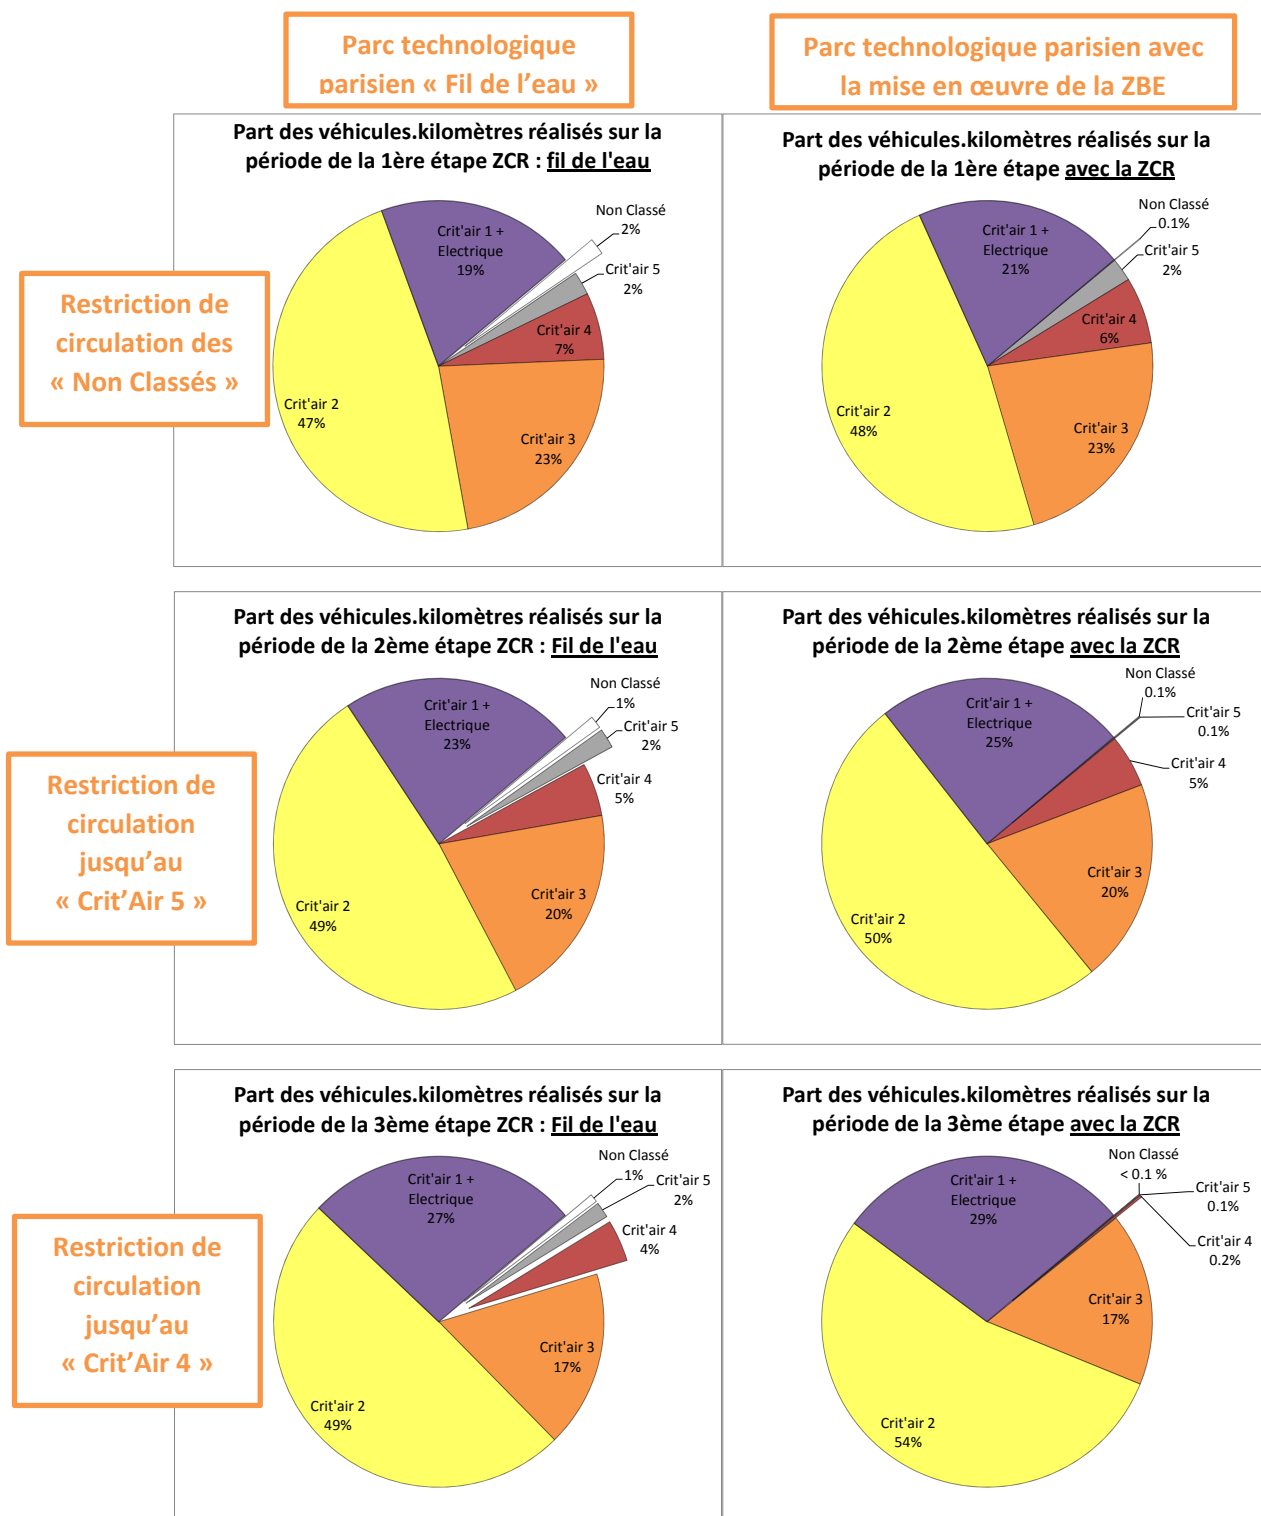 Parc technologique
parisien « Fil de l'eau »
Parc technologique parisien avec
la mise en œuvre de la ZBE
Restriction de
circulation des
« Non Classés »
Part des véhicules.kilomètres réalisés sur la
période de la 1ère étape ZCR : fil de l'eau
Crit'air 1 +
Electrique
19%
Non Classé
2%
Crit'air 5
2%
Crit'air 4
7%
Crit'air 3
23%
Crit'air 2
47%
Part des véhicules.kilomètres réalisés sur la
période de la 1ère étape avec la ZCR
Crit'air 1 +
Electrique
21%
Non Classé
0.1%
Crit'air 5
2%
Crit'air 4
6%
Crit'air 3
23%
Crit'air 2
48%
Restriction de
circulation
jusqu'au
« Crit'Air 5 »
Part des véhicules.kilomètres réalisés sur la
période de la 2ème étape ZCR : Fil de l'eau
Crit'air 1 +
Electrique
23%
Non Classé
1%
Crit'air 5
2%
Crit'air 4
5%
Crit'air 3
20%
Crit'air 2
49%
Part des véhicules.kilomètres réalisés sur la
période de la 2ème étape avec la ZCR
Crit'air 1 +
Electrique
25%
Non Classé
0.1%
Crit'air 5
0.1%
Crit'air 4
5%
Crit'air 3
20%
Crit'air 2
50%
Restriction de
circulation
jusqu'au
« Crit'Air 4 »
Part des véhicules.kilomètres réalisés sur la
période de la 3ème étape ZCR : Fil de l'eau
Crit'air 1 +
Electrique
27%
Non Classé
1%
Crit'air 5
2%
Crit'air 4
4%
Crit'air 3
17%
Crit'air 2
49%
Part des véhicules.kilomètres réalisés sur la
période de la 3ème étape avec la ZCR
Crit'air 1 +
Electrique
29%
Non Classé
< 0.1 %
Crit'air 5
0.1%
Crit'air 4
0.2%
Crit'air 3
17%
Crit'air 2
54%